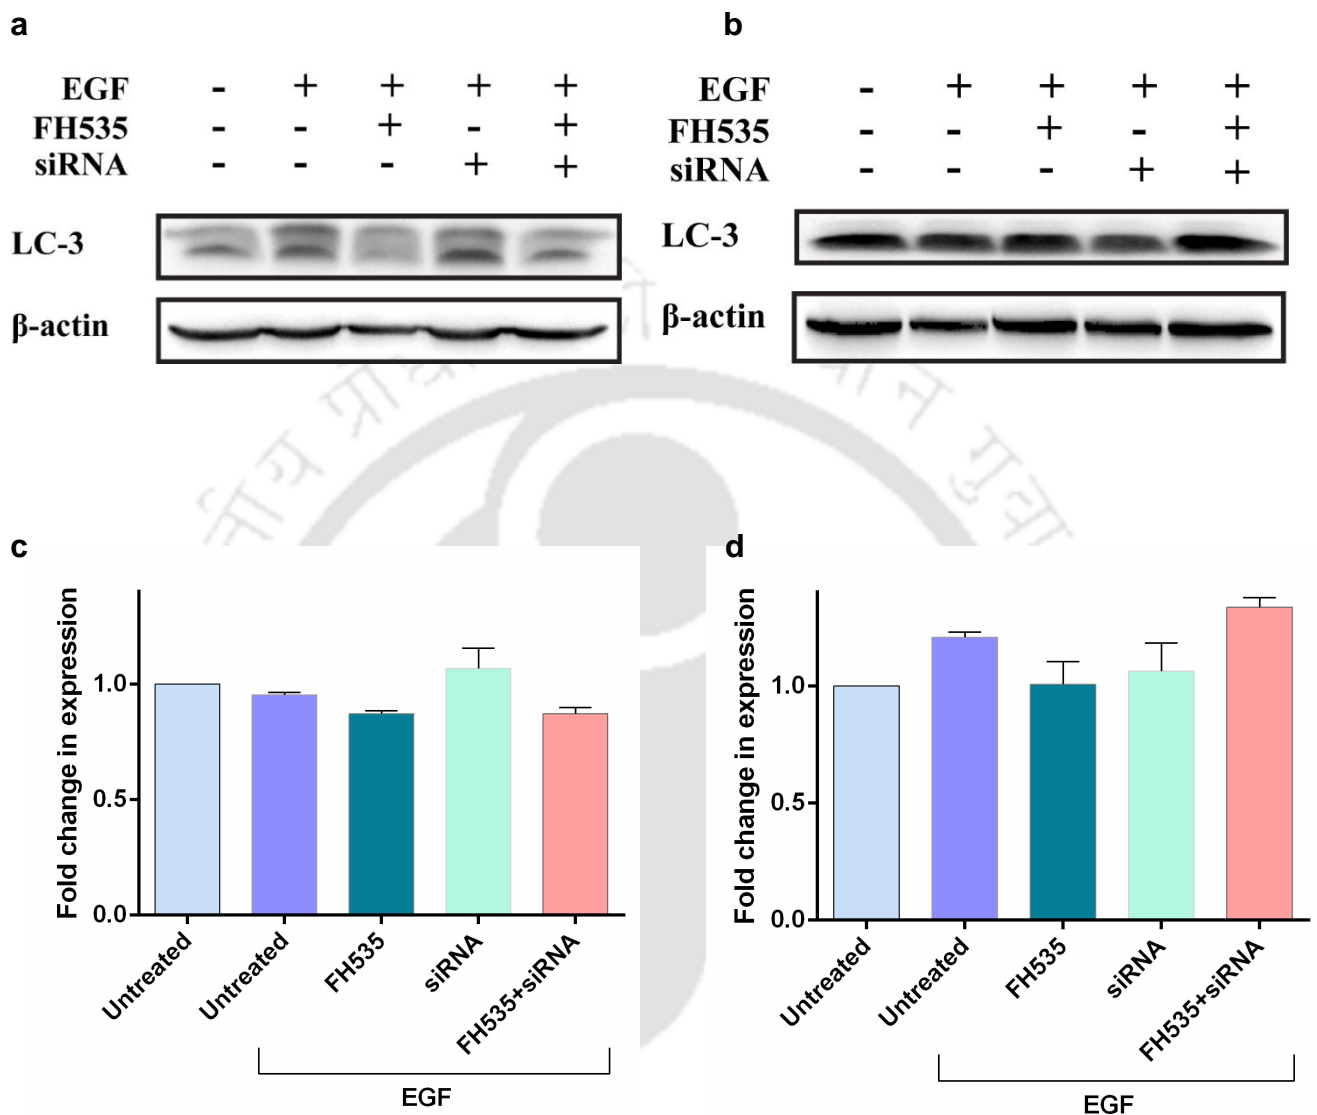 a
b
EGF - + + + +
FH535 - - + - +
siRNA - - - + +
LC-3
β-actin
EGF - + + + +
FH535 - - + - +
siRNA - - - + +
LC-3
β-actin
c
Fold change in expression
1.0
0.5
0.0
Untreated
Untreated
FH535
siRNA
FH535+siRNA
EGF
d
Fold change in expression
1.0
0.5
0.0
Untreated
Untreated
FH535
siRNA
FH535+siRNA
EGF